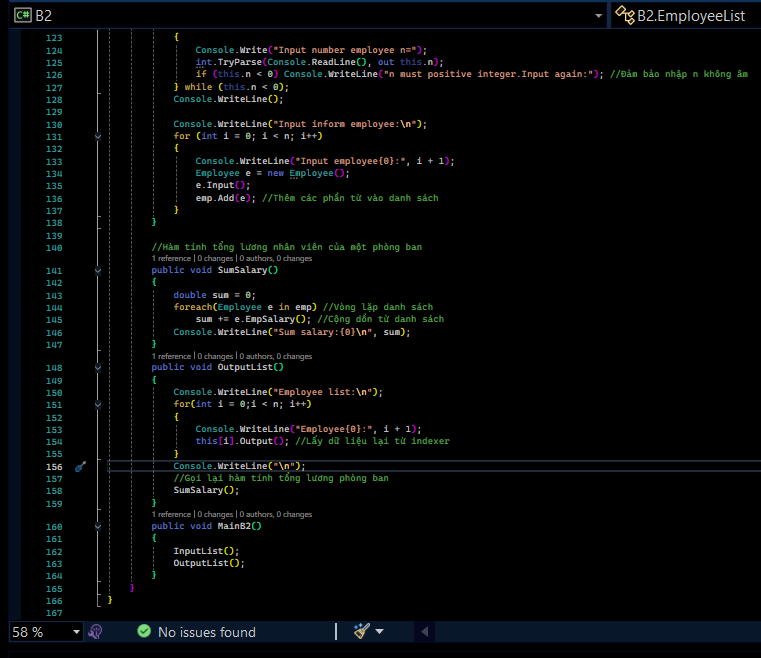 C# B2 B2.EmployeeList
123 {
124 Console.Write("Input number employee n=");
125 int.TryParse(Console.ReadLine(), out this.n);
126 if (this.n < 0) Console.WriteLine("n must positive integer.Input again:"); //Đảm bảo nhập n không âm
127 } while (this.n < 0);
128 Console.WriteLine();
129
130 Console.WriteLine("Input inform employee:\n");
131 for (int i = 0; i < n; i++)
132 {
133 Console.WriteLine("Input employee{0}:", i + 1);
134 Employee e = new Employee();
135 e.Input();
136 emp.Add(e); //Thêm các phần tử vào danh sách
137 }
138 }
139
140 //Hàm tính tổng lương nhân viên của một phòng ban
1 reference | 0 changes | 0 authors, 0 changes
141 public void SumSalary()
142 {
143 double sum = 0;
144 foreach(Employee e in emp) //Vòng lặp danh sách
145 sum += e.EmpSalary(); //Cộng dồn từ danh sách
146 Console.WriteLine("Sum salary:{0}\n", sum);
147 }
1 reference | 0 changes | 0 authors, 0 changes
148 public void OutputList()
149 {
150 Console.WriteLine("Employee list:\n");
151 for(int i = 0;i < n; i++)
152 {
153 Console.WriteLine("Employee{0}:", i + 1);
154 this[i].Output(); //Lấy dữ liệu lại từ indexer
155 }
156 Console.WriteLine("\n");
157 //Gọi lại hàm tính tổng lương phòng ban
158 SumSalary();
159 }
1 reference | 0 changes | 0 authors, 0 changes
160 public void MainB2()
161 {
162 InputList();
163 OutputList();
164 }
165 }
166 }
167
58 % No issues found